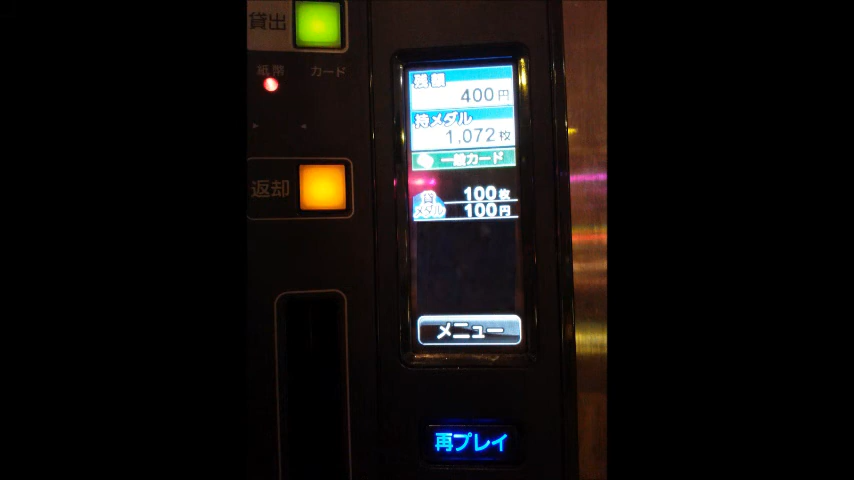 貸出
紙幣 カード
返却
残額
400円
持メダル
1,072枚
一般カード
貸メダル
100枚
100円
メニュー
再プレイ